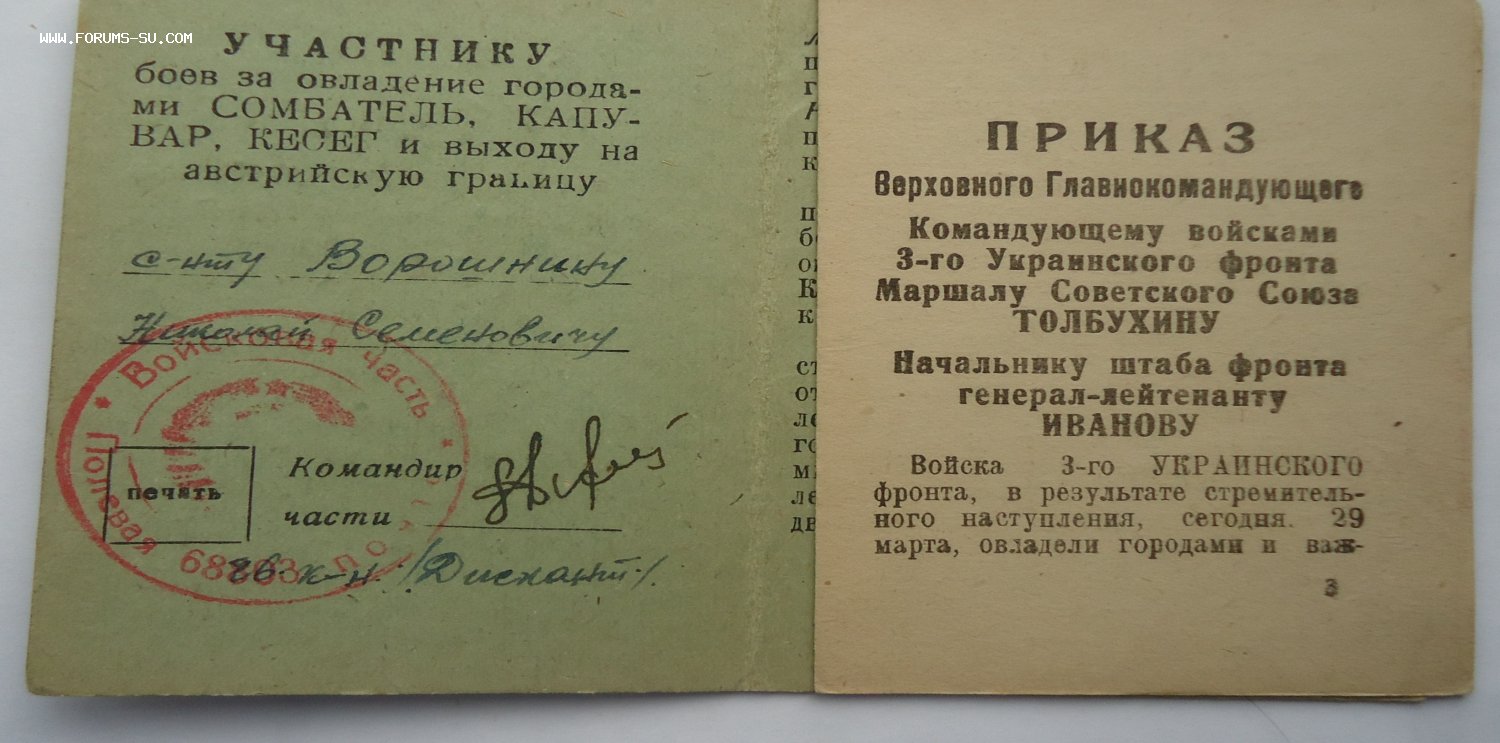 www.forums-su.com
УЧАСТНИКУ
боев за овладение города-
ми СОМБАТЕЛЬ, КАПУ-
ВАР, КЕСЕГ и выходу на
австрийскую границу
с-нту Ворошнину
Николай Семеновичу
Войсковая часть
Полевая
68263
печать
Командир
части
гв. к-н. /Дискант/.
ПРИКАЗ
Верховного Главнокомандующего
Командующему войсками
3-го Украинского фронта
Маршалу Советского Союза
ТОЛБУХИНУ
Начальнику штаба фронта
генерал-лейтенанту
ИВАНОВУ
Войска 3-го УКРАИНСКОГО
фронта, в результате стремитель-
ного наступления, сегодня. 29
марта, овладели городами и важ-
3